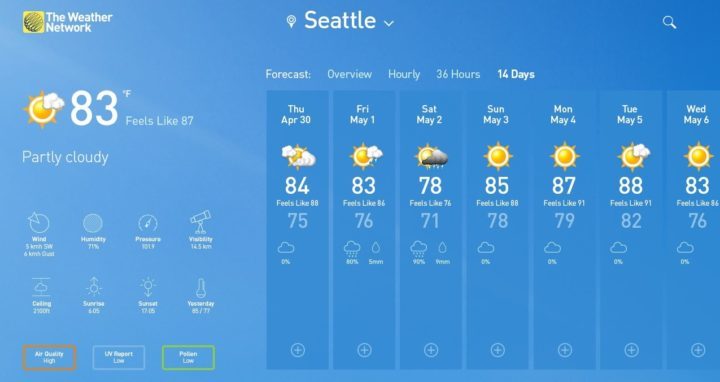 The Weather
Network
Seattle
Forecast: Overview Hourly 36 Hours 14 Days
83 °F
Feels Like 87
Partly cloudy
Wind
5 kmh SW
6 kmh Gust
Humidity
71%
Pressure
101.9
Visibility
14.5 km
Ceiling
2100ft
Sunrise
6:05
Sunset
17:05
Yesterday
85 / 77
Air Quality
High
UV Report
Low
Pollen
Low
Thu
Apr 30
84
Feels Like 88
75
0%
Fri
May 1
83
Feels Like 86
76
80% 5mm
Sat
May 2
78
Feels Like 76
71
90% 9mm
Sun
May 3
85
Feels Like 88
78
0%
Mon
May 4
87
Feels Like 91
79
0%
Tue
May 5
88
Feels Like 91
82
0%
Wed
May 6
83
Feels Like 86
76
0%